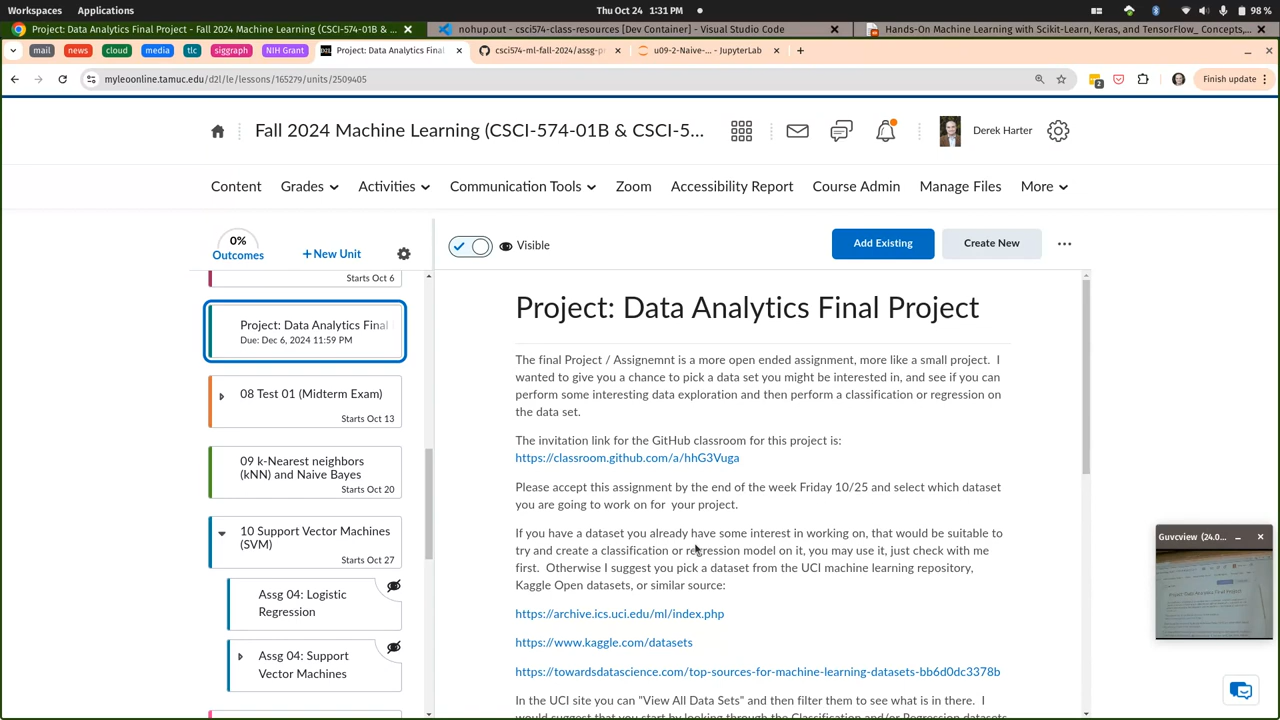 Workspaces Applications Thu Oct 24 1:31 PM 98 %
Project: Data Analytics Final Project - Fall 2024 Machine Learning (CSCI-574-01B & ... nohup.out - csci574-class-resources [Dev Container] - Visual Studio Code Hands-On Machine Learning with Scikit-Learn, Keras, and TensorFlow_ Concepts,...
mail news cloud media tlc siggraph NIH Grant Project: Data Analytics Final csci574-ml-fall-2024/assg-p u09-2-Naive-... - JupyterLab
myleoonline.tamuc.edu/d2l/le/lessons/165279/units/2509405 2 Finish update
Fall 2024 Machine Learning (CSCI-574-01B & CSCI-5... Derek Harter
Content Grades Activities Communication Tools Zoom Accessibility Report Course Admin Manage Files More
0%
Outcomes
+ New Unit
Visible
Add Existing
Create New
Starts Oct 6
Project: Data Analytics Final
Due: Dec 6, 2024 11:59 PM
08 Test 01 (Midterm Exam)
Starts Oct 13
09 k-Nearest neighbors
(kNN) and Naive Bayes
Starts Oct 20
10 Support Vector Machines
(SVM)
Starts Oct 27
Assg 04: Logistic
Regression
Assg 04: Support
Vector Machines
Project: Data Analytics Final Project
The final Project / Assignemnt is a more open ended assignment, more like a small project. I
wanted to give you a chance to pick a data set you might be interested in, and see if you can
perform some interesting data exploration and then perform a classification or regression on
the data set.
The invitation link for the GitHub classroom for this project is:
https://classroom.github.com/a/hhG3Vuga
Please accept this assignment by the end of the week Friday 10/25 and select which dataset
you are going to work on for your project.
If you have a dataset you already have some interest in working on, that would be suitable to
try and create a classification or regression model on it, you may use it, just check with me
first. Otherwise I suggest you pick a dataset from the UCI machine learning repository,
Kaggle Open datasets, or similar source:
https://archive.ics.uci.edu/ml/index.php
https://www.kaggle.com/datasets
https://towardsdatascience.com/top-sources-for-machine-learning-datasets-bb6d0dc3378b
In the UCI site you can "View All Data Sets" and then filter them to see what is in there. I
would suggest that you start by looking through the Classification and/or Regression datasets
Guvcview (24.0...